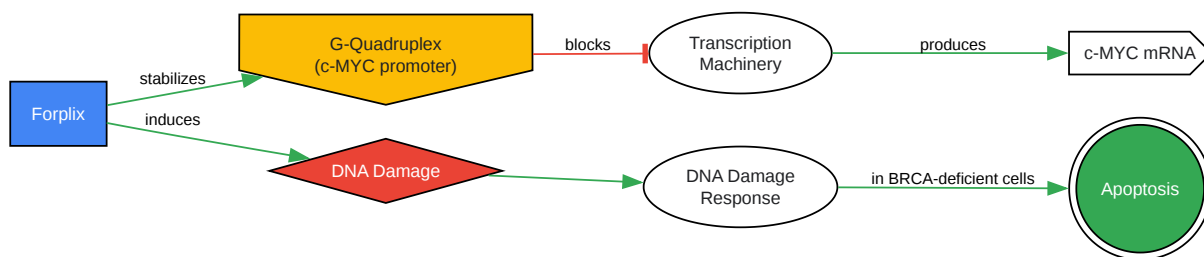 G-Quadruplex
(c-MYC promoter)
blocks
Transcription
Machinery
produces
c-MYC mRNA
stabilizes
Forplix
induces
DNA Damage
DNA Damage
Response
in BRCA-deficient cells
Apoptosis